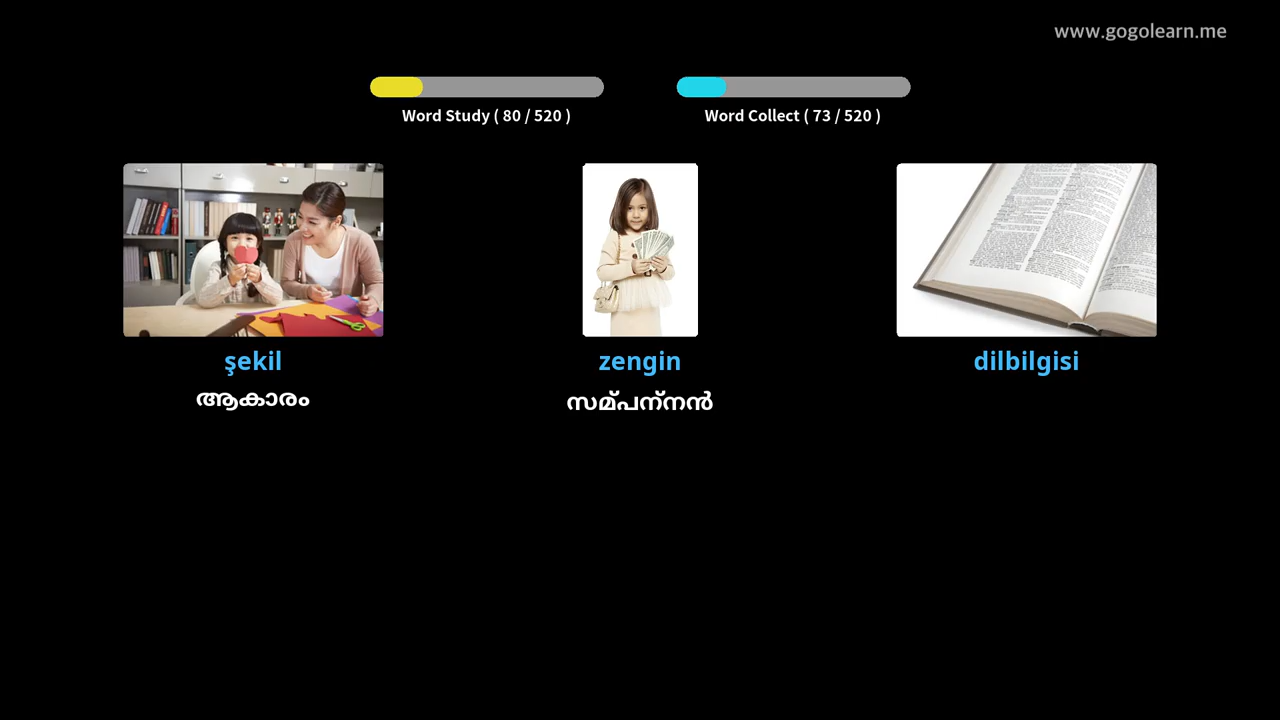 www.gogolearn.me
Word Study ( 80 / 520 )
Word Collect ( 73 / 520 )
şekil
zengin
dilbilgisi
ആകാരം
സമ്പന്നൻ